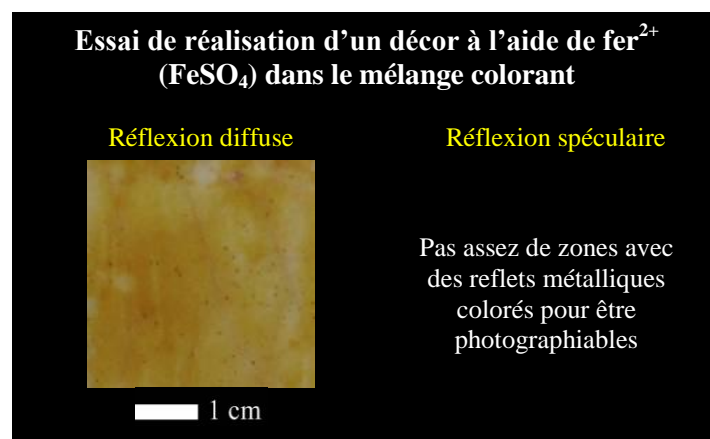 Essai de réalisation d’un décor à l’aide de fer²⁺
(FeSO₄) dans le mélange colorant
Réflexion diffuse
Réflexion spéculaire
Pas assez de zones avec
des reflets métalliques
colorés pour être
photographiables
1 cm